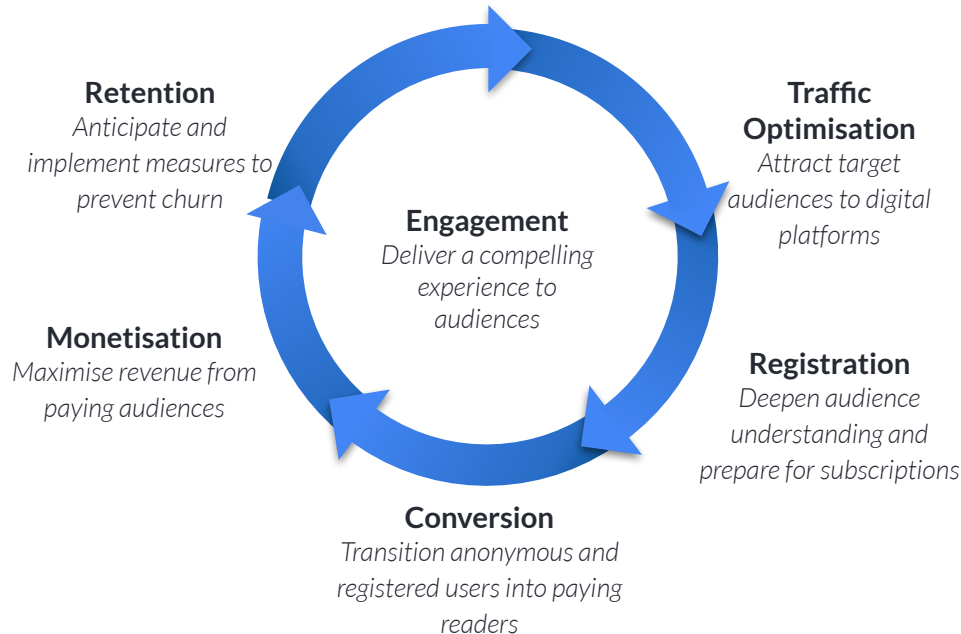 Retention
Anticipate and
implement measures to
prevent churn
Traffic
Optimisation
Attract target
audiences to digital
platforms
Engagement
Deliver a compelling
experience to
audiences
Monetisation
Maximise revenue from
paying audiences
Registration
Deepen audience
understanding and
prepare for subscriptions
Conversion
Transition anonymous and
registered users into paying
readers